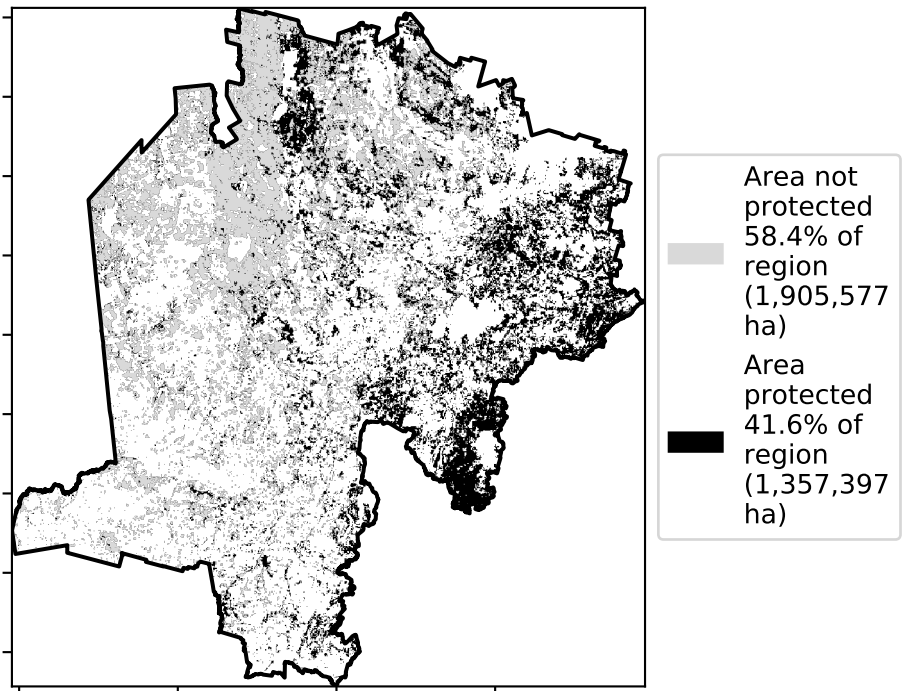 Area not
protected
58.4% of
region
(1,905,577
ha)
Area
protected
41.6% of
region
(1,357,397
ha)